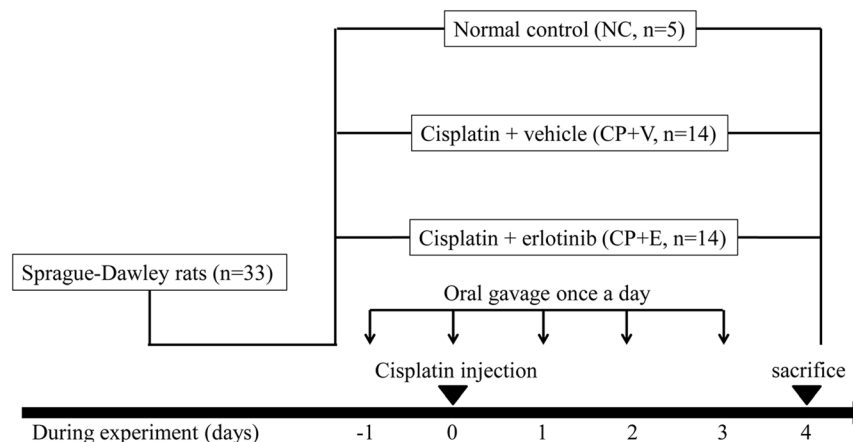 Normal control (NC, n=5)
Cisplatin + vehicle (CP+V, n=14)
Cisplatin + erlotinib (CP+E, n=14)
Sprague-Dawley rats (n=33)
Oral gavage once a day
Cisplatin injection
sacrifice
During experiment (days) -1 0 1 2 3 4